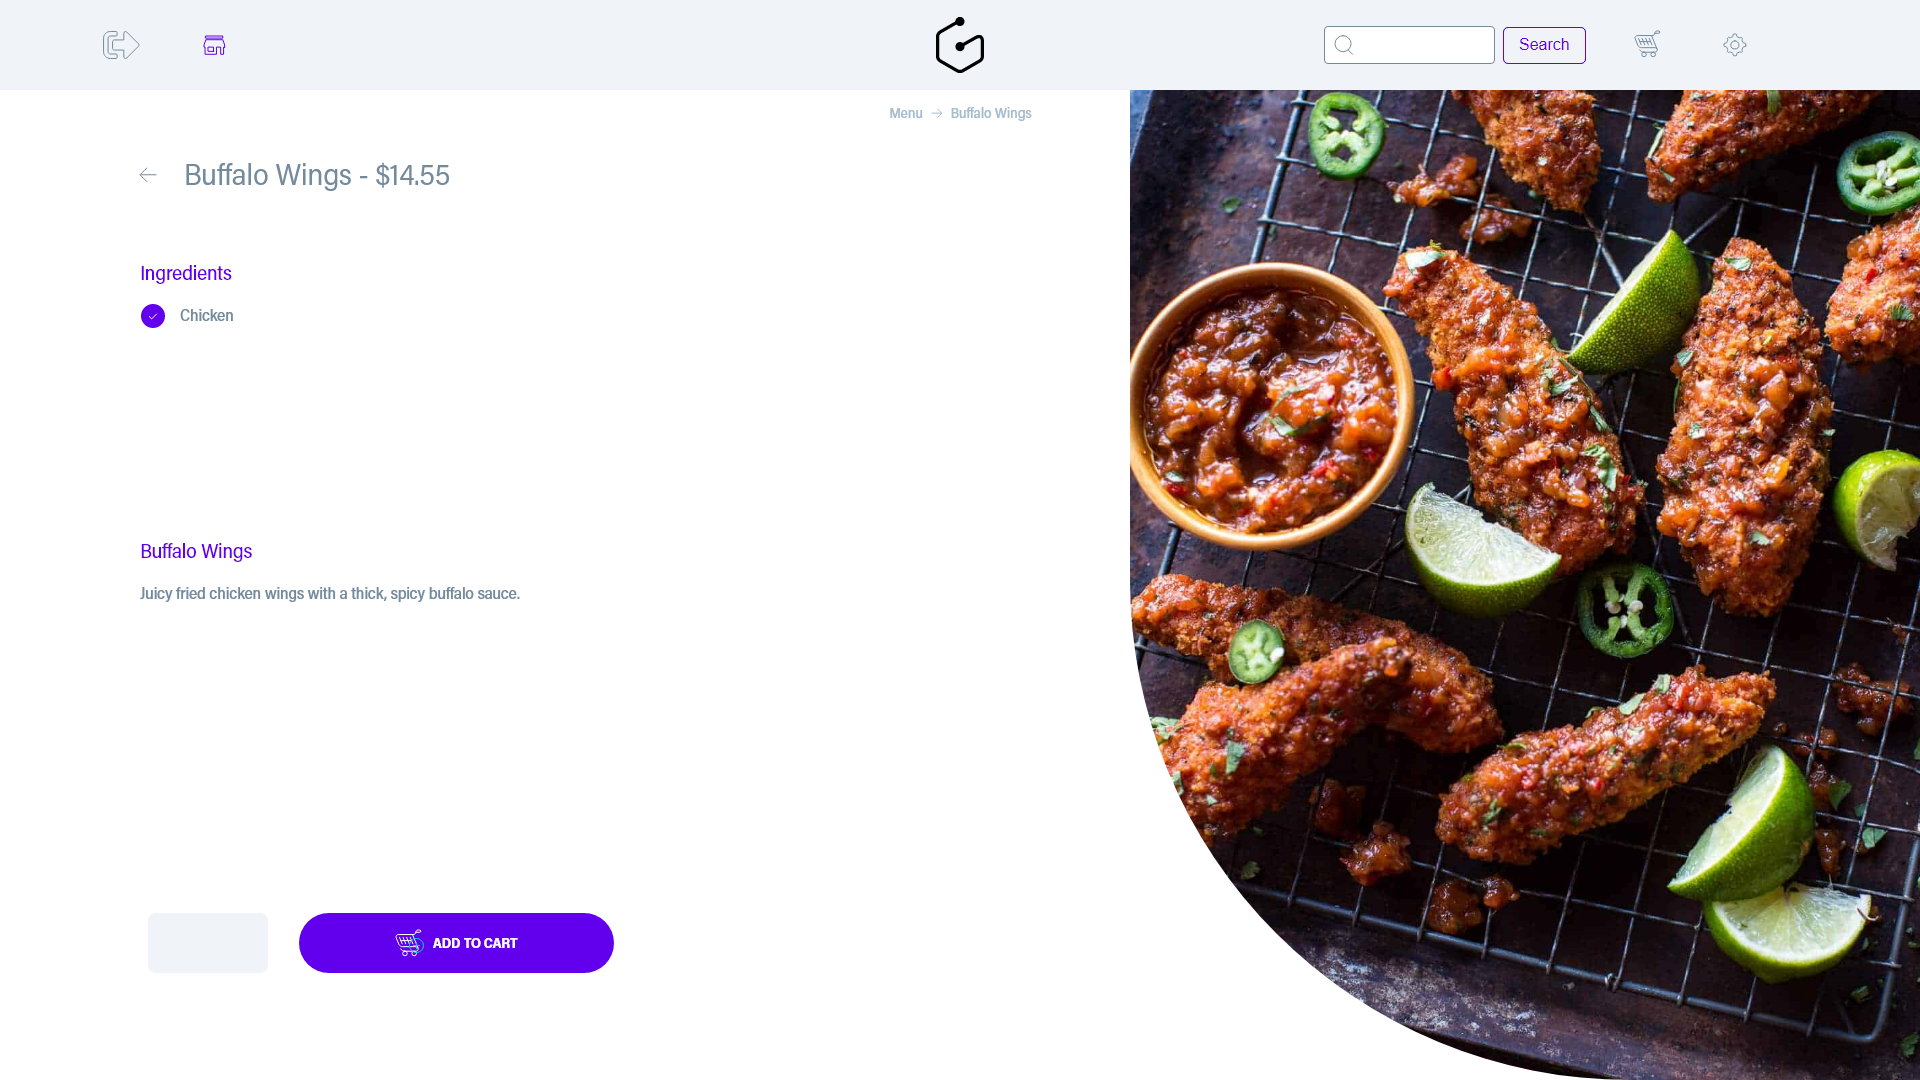 Search
Menu
Buffalo Wings
Buffalo Wings - $14.55
Ingredients
Chicken
Buffalo Wings
Juicy fried chicken wings with a thick, spicy buffalo sauce.
ADD TO CART